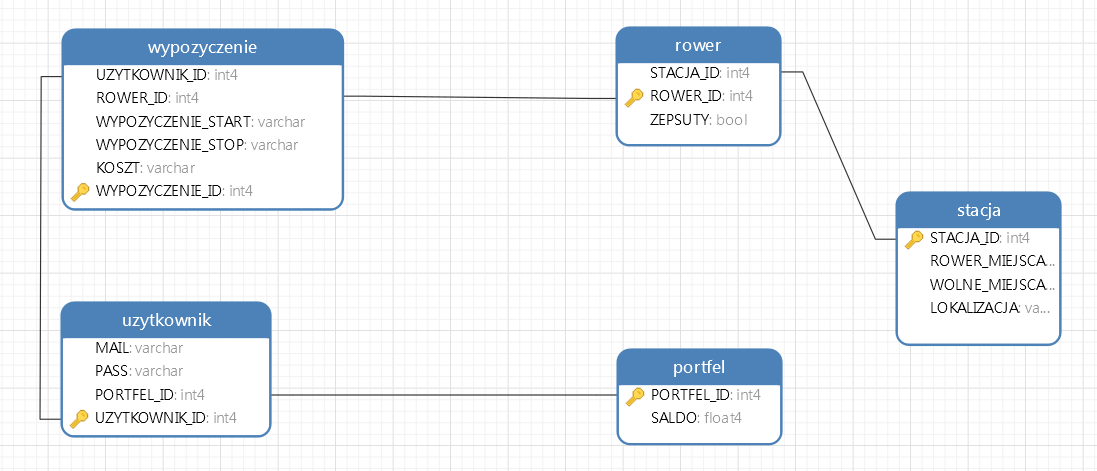 wypozyczenie
UZYTKOWNIK_ID: int4
ROWER_ID: int4
WYPOZYCZENIE_START: varchar
WYPOZYCZENIE_STOP: varchar
KOSZT: varchar
WYPOZYCZENIE_ID: int4
rower
STACJA_ID: int4
ROWER_ID: int4
ZEPSUTY: bool
stacja
STACJA_ID: int4
ROWER_MIEJSCA...
WOLNE_MIEJSCA...
LOKALIZACJA: va...
uzytkownik
MAIL: varchar
PASS: varchar
PORTFEL_ID: int4
UZYTKOWNIK_ID: int4
portfel
PORTFEL_ID: int4
SALDO: float4